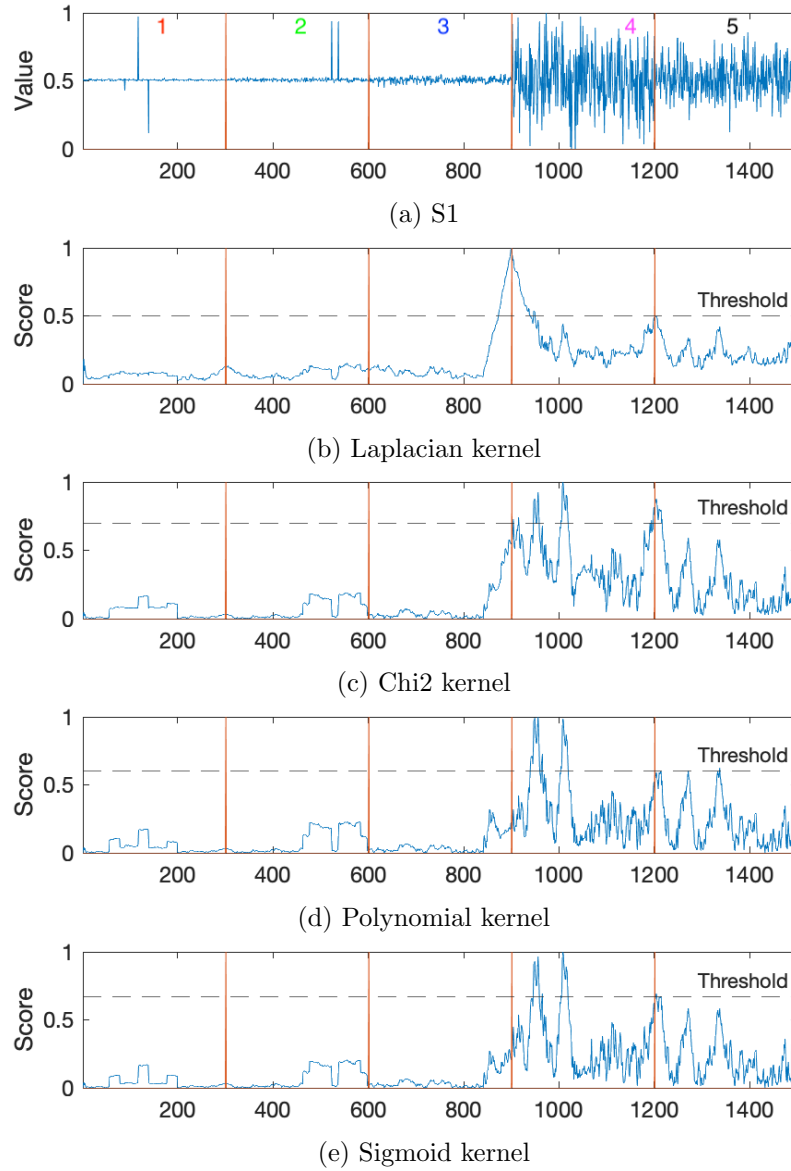 1
1 2 3 4 5
Value
0.5
0
200 400 600 800 1000 1200 1400
(a) S1
1
Threshold
Score
0.5
0
200 400 600 800 1000 1200 1400
(b) Laplacian kernel
1
Threshold
Score
0.5
0
200 400 600 800 1000 1200 1400
(c) Chi2 kernel
1
Threshold
Score
0.5
0
200 400 600 800 1000 1200 1400
(d) Polynomial kernel
1
Threshold
Score
0.5
0
200 400 600 800 1000 1200 1400
(e) Sigmoid kernel